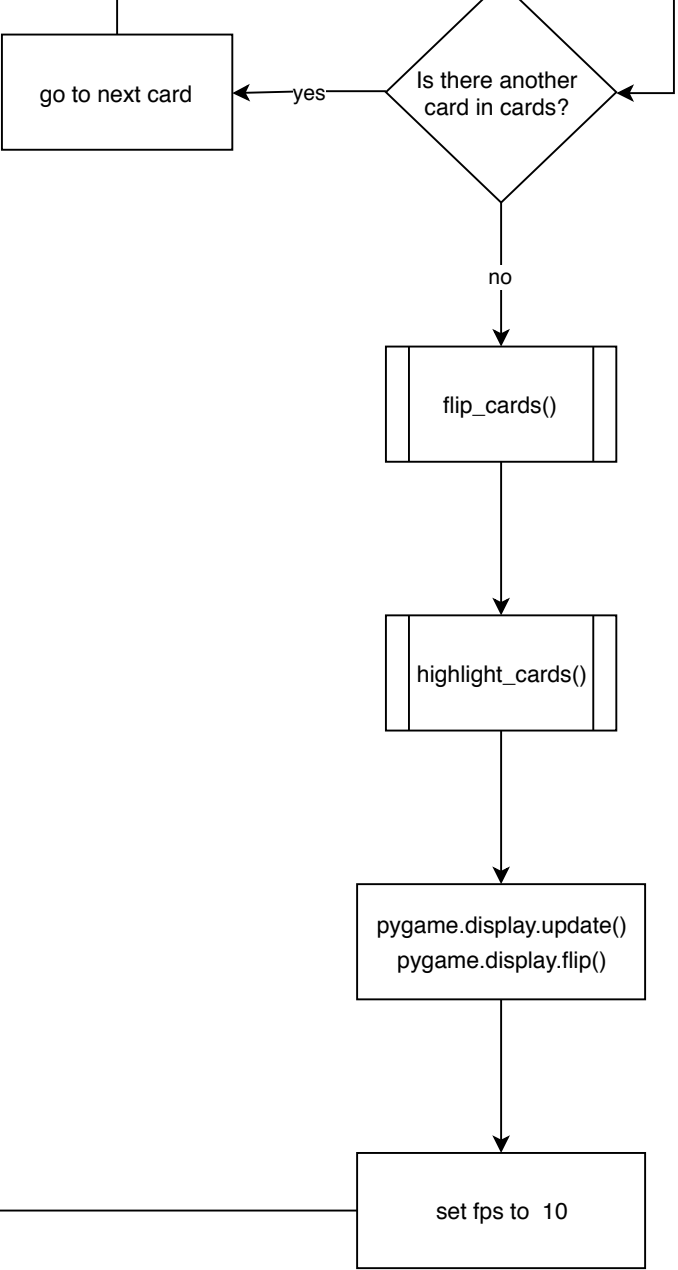 Is there another
card in cards?
go to next card
yes
no
flip_cards()
highlight_cards()
pygame.display.update()
pygame.display.flip()
set fps to  10